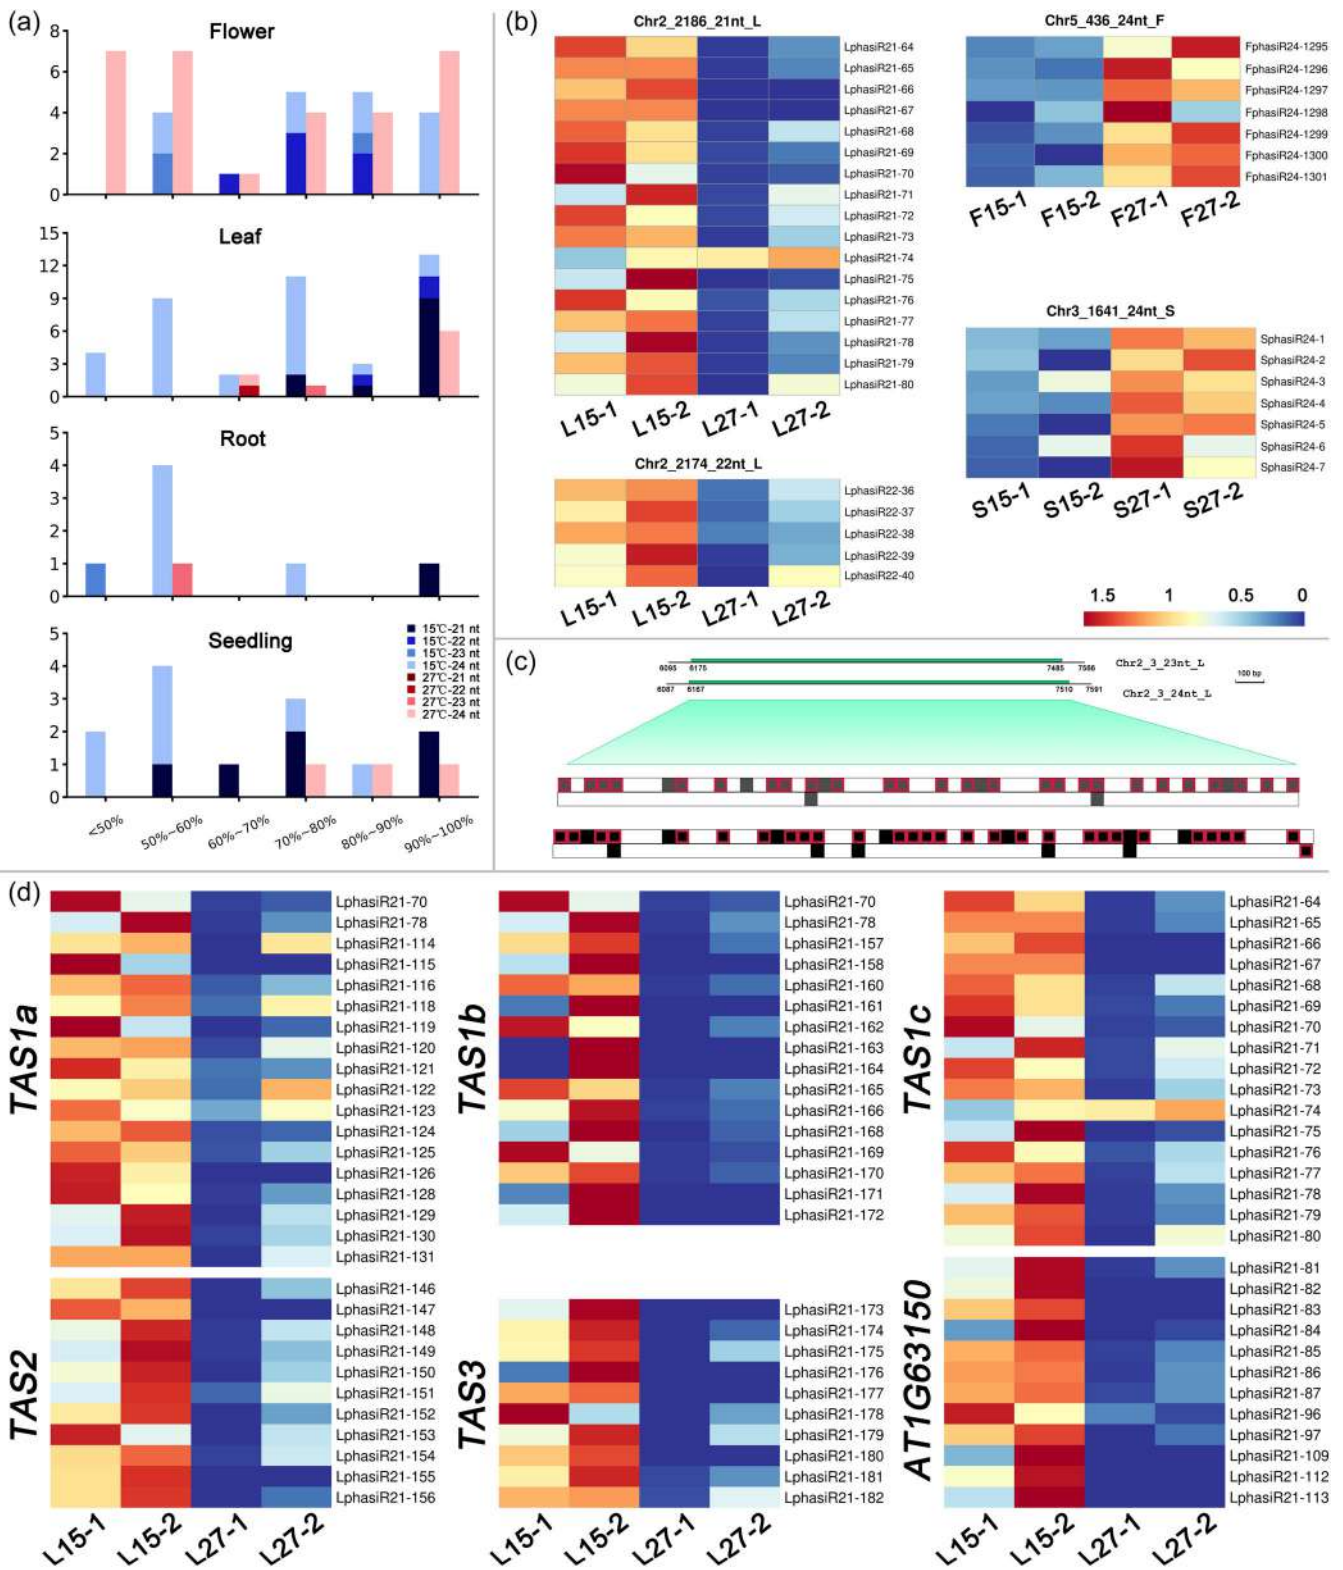 (a)
Flower
8
6
4
2
0
Leaf
15
12
9
6
3
0
Root
5
4
3
2
1
0
Seedling
5
4
3
2
1
0
15℃-21 nt
15℃-22 nt
15℃-23 nt
15℃-24 nt
27℃-21 nt
27℃-22 nt
27℃-23 nt
27℃-24 nt
<50% 50%~60% 60%~70% 70%~80% 80%~90% 90%~100%
(b)
Chr2_2186_21nt_L
LphasiR21-64
LphasiR21-65
LphasiR21-66
LphasiR21-67
LphasiR21-68
LphasiR21-69
LphasiR21-70
LphasiR21-71
LphasiR21-72
LphasiR21-73
LphasiR21-74
LphasiR21-75
LphasiR21-76
LphasiR21-77
LphasiR21-78
LphasiR21-79
LphasiR21-80
L15-1 L15-2 L27-1 L27-2
Chr2_2174_22nt_L
LphasiR22-36
LphasiR22-37
LphasiR22-38
LphasiR22-39
LphasiR22-40
L15-1 L15-2 L27-1 L27-2
Chr5_436_24nt_F
FphasiR24-1295
FphasiR24-1296
FphasiR24-1297
FphasiR24-1298
FphasiR24-1299
FphasiR24-1300
FphasiR24-1301
F15-1 F15-2 F27-1 F27-2
Chr3_1641_24nt_S
SphasiR24-1
SphasiR24-2
SphasiR24-3
SphasiR24-4
SphasiR24-5
SphasiR24-6
SphasiR24-7
S15-1 S15-2 S27-1 S27-2
1.5 1 0.5 0
(c)
6095 6175 7485 7566 Chr2_3_23nt_L
6087 6167 7510 7591 Chr2_3_24nt_L
100 bp
(d)
TAS1a
LphasiR21-70
LphasiR21-78
LphasiR21-114
LphasiR21-115
LphasiR21-116
LphasiR21-118
LphasiR21-119
LphasiR21-120
LphasiR21-121
LphasiR21-122
LphasiR21-123
LphasiR21-124
LphasiR21-125
LphasiR21-126
LphasiR21-128
LphasiR21-129
LphasiR21-130
LphasiR21-131
TAS2
LphasiR21-146
LphasiR21-147
LphasiR21-148
LphasiR21-149
LphasiR21-150
LphasiR21-151
LphasiR21-152
LphasiR21-153
LphasiR21-154
LphasiR21-155
LphasiR21-156
L15-1 L15-2 L27-1 L27-2
TAS1b
LphasiR21-70
LphasiR21-78
LphasiR21-157
LphasiR21-158
LphasiR21-160
LphasiR21-161
LphasiR21-162
LphasiR21-163
LphasiR21-164
LphasiR21-165
LphasiR21-166
LphasiR21-168
LphasiR21-169
LphasiR21-170
LphasiR21-171
LphasiR21-172
TAS3
LphasiR21-173
LphasiR21-174
LphasiR21-175
LphasiR21-176
LphasiR21-177
LphasiR21-178
LphasiR21-179
LphasiR21-180
LphasiR21-181
LphasiR21-182
L15-1 L15-2 L27-1 L27-2
TAS1c
LphasiR21-64
LphasiR21-65
LphasiR21-66
LphasiR21-67
LphasiR21-68
LphasiR21-69
LphasiR21-70
LphasiR21-71
LphasiR21-72
LphasiR21-73
LphasiR21-74
LphasiR21-75
LphasiR21-76
LphasiR21-77
LphasiR21-78
LphasiR21-79
LphasiR21-80
AT1G63150
LphasiR21-81
LphasiR21-82
LphasiR21-83
LphasiR21-84
LphasiR21-85
LphasiR21-86
LphasiR21-87
LphasiR21-96
LphasiR21-97
LphasiR21-109
LphasiR21-112
LphasiR21-113
L15-1 L15-2 L27-1 L27-2